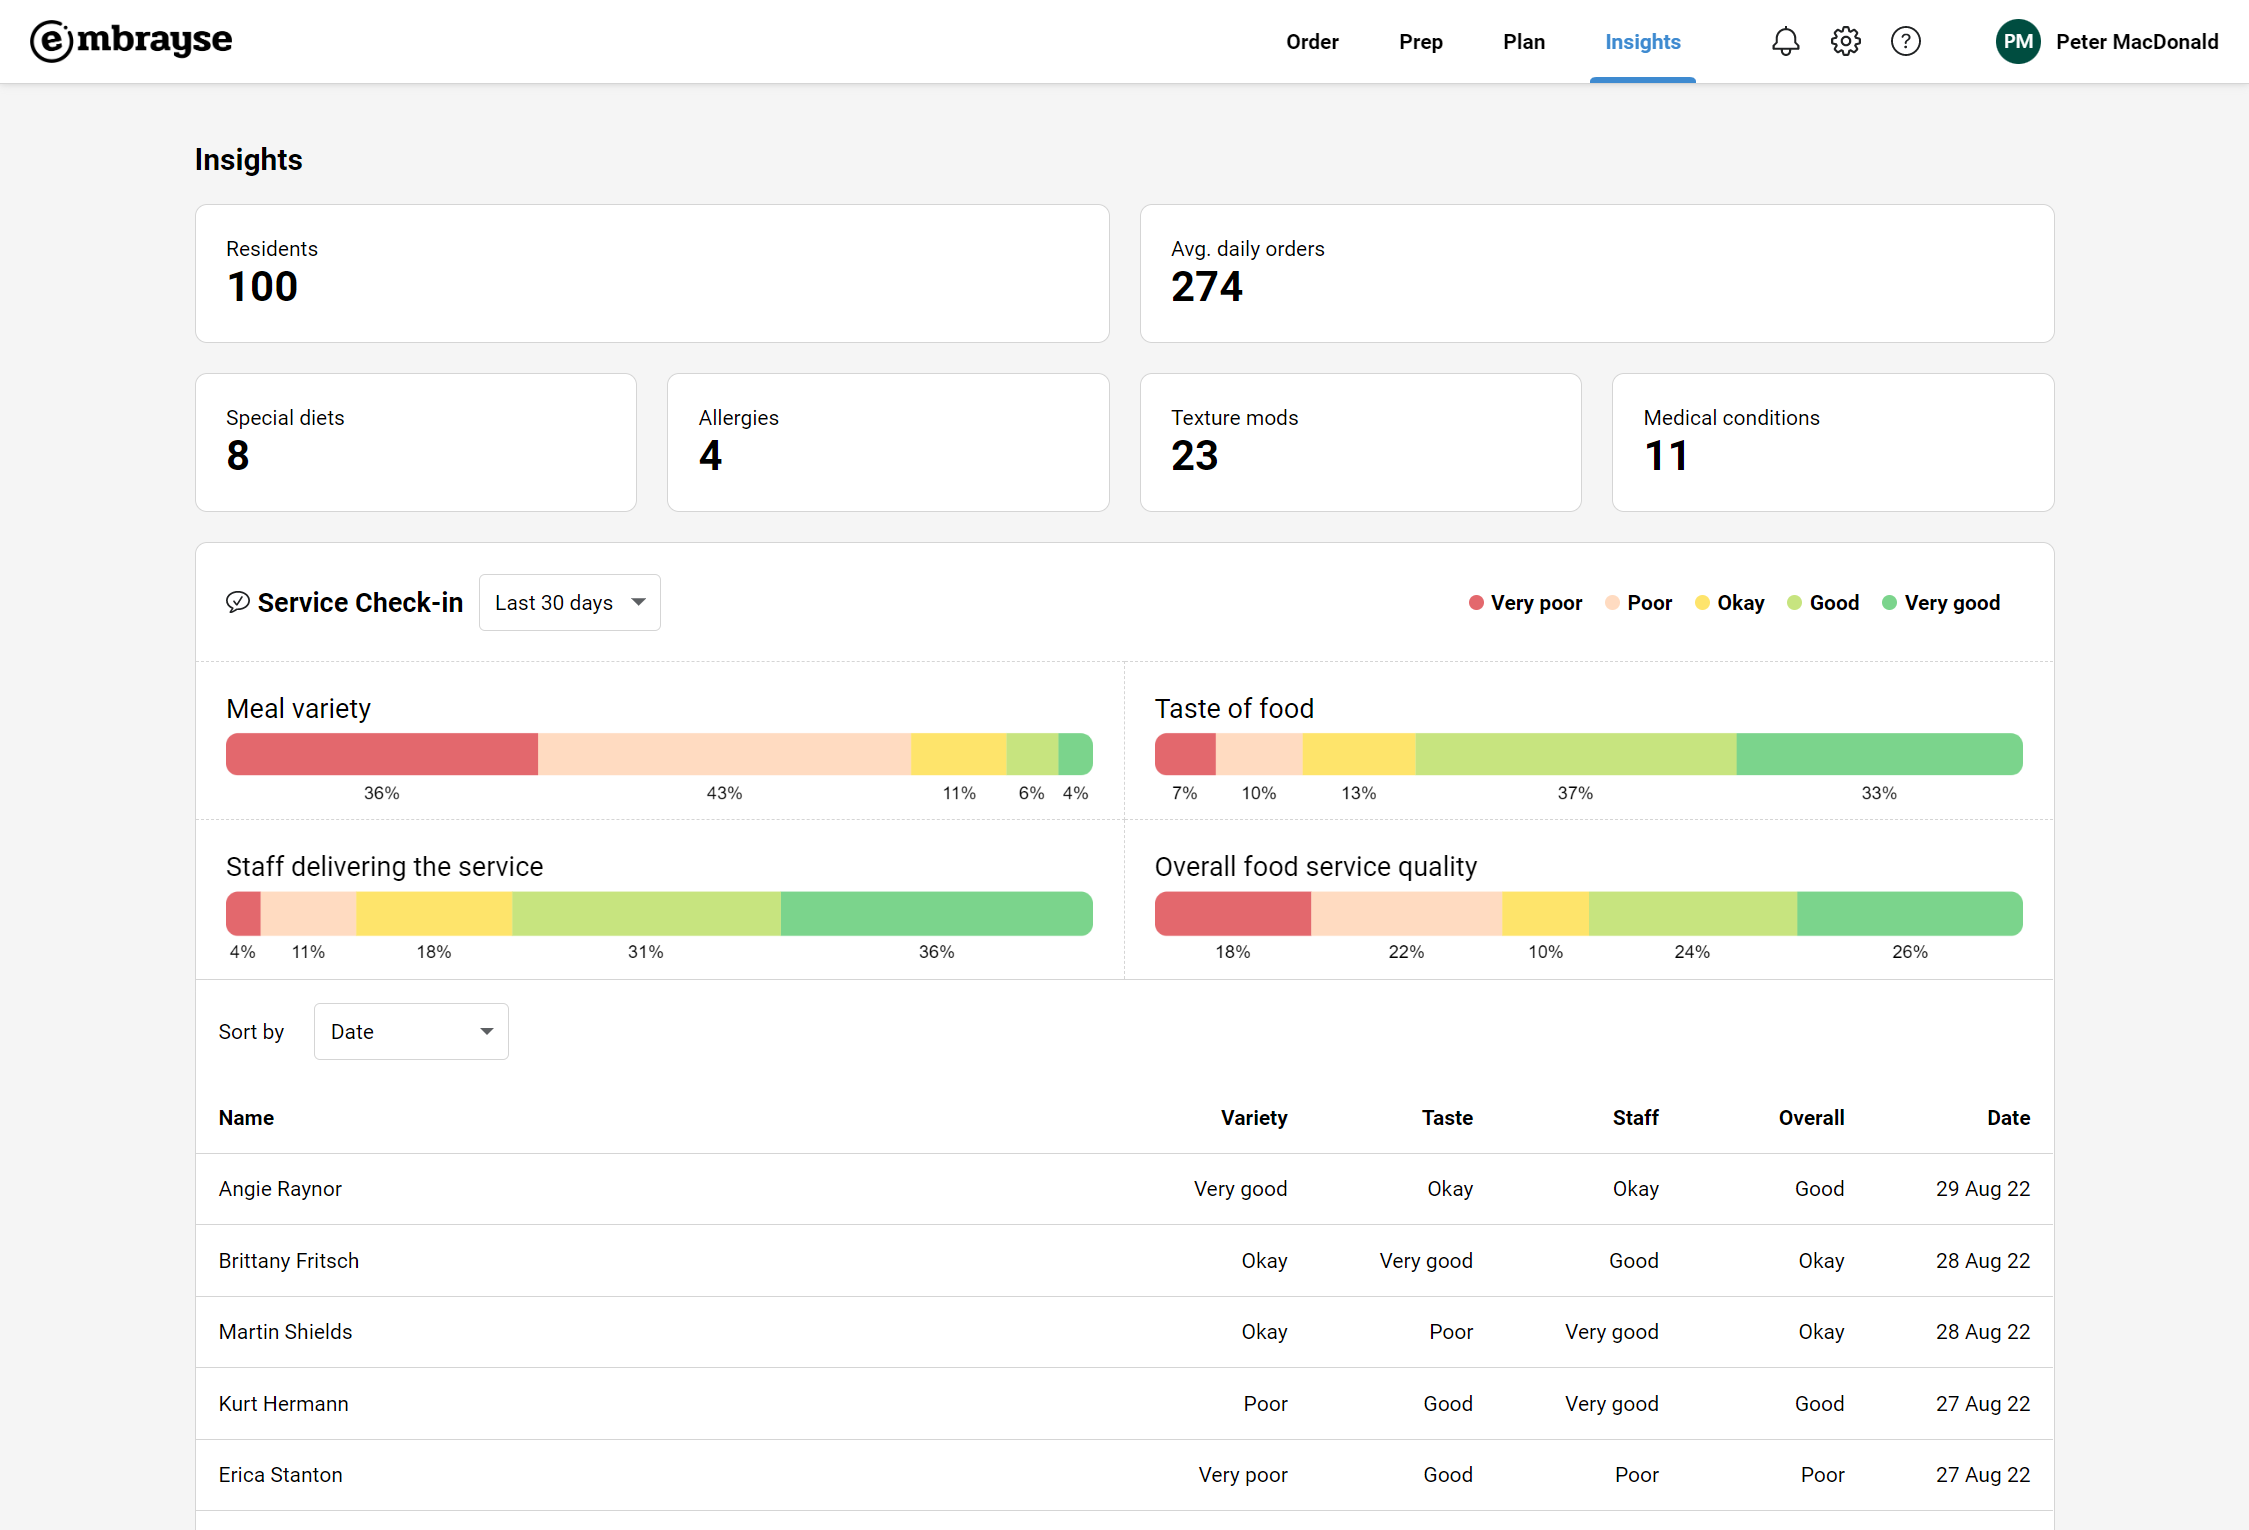 embrayse
Order Prep Plan Insights ? PM Peter MacDonald
Insights
Residents
100
Avg. daily orders
274
Special diets
8
Allergies
4
Texture mods
23
Medical conditions
11
Service Check-in Last 30 days Very poor Poor Okay Good Very good
Meal variety
36% 43% 11% 6% 4%
Taste of food
7% 10% 13% 37% 33%
Staff delivering the service
4% 11% 18% 31% 36%
Overall food service quality
18% 22% 10% 24% 26%
Sort by Date
Name Variety Taste Staff Overall Date
Angie Raynor Very good Okay Okay Good 29 Aug 22
Brittany Fritsch Okay Very good Good Okay 28 Aug 22
Martin Shields Okay Poor Very good Okay 28 Aug 22
Kurt Hermann Poor Good Very good Good 27 Aug 22
Erica Stanton Very poor Good Poor Poor 27 Aug 22